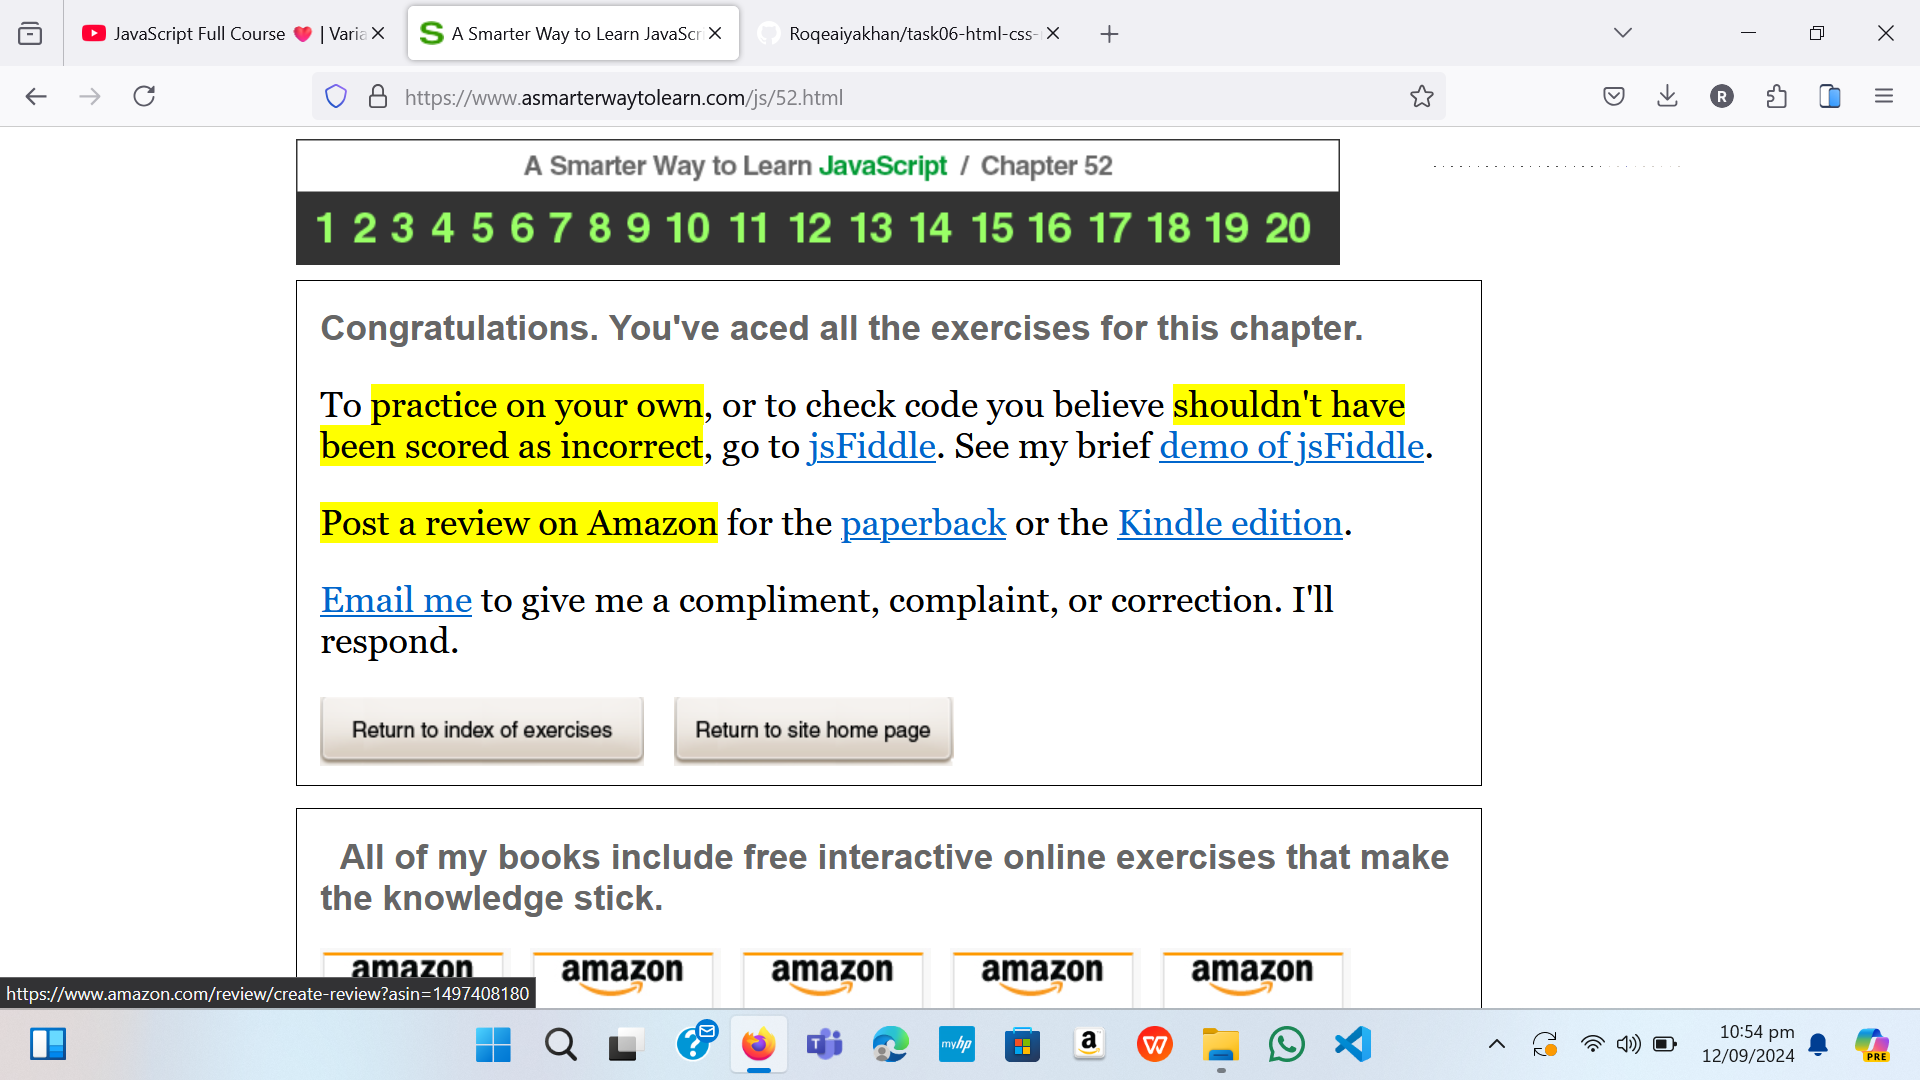 JavaScript Full Course ❤ | Varia
A Smarter Way to Learn JavaScri
Roqeaiyakhan/task06-html-css-
https://www.asmarterwaytolearn.com/js/52.html
R
A Smarter Way to Learn JavaScript / Chapter 52
1 2 3 4 5 6 7 8 9 10 11 12 13 14 15 16 17 18 19 20
Congratulations. You've aced all the exercises for this chapter.
To practice on your own, or to check code you believe shouldn't have
been scored as incorrect, go to jsFiddle. See my brief demo of jsFiddle.
Post a review on Amazon for the paperback or the Kindle edition.
Email me to give me a compliment, complaint, or correction. I'll
respond.
Return to index of exercises Return to site home page
All of my books include free interactive online exercises that make
the knowledge stick.
amazon amazon amazon amazon amazon
https://www.amazon.com/review/create-review?asin=1497408180
myhp
10:54 pm
12/09/2024
PRE